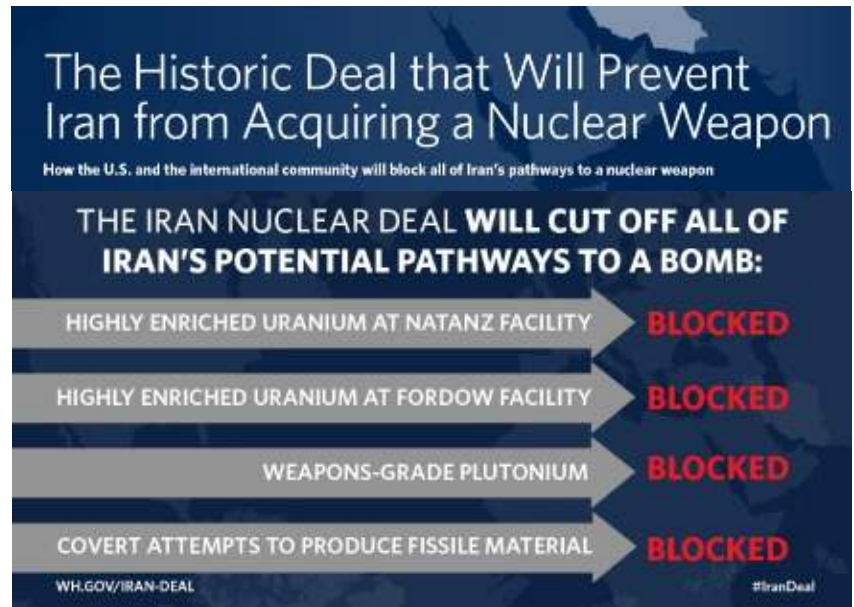 The Historic Deal that Will Prevent
Iran from Acquiring a Nuclear Weapon
How the U.S. and the international community will block all of Iran's pathways to a nuclear weapon
THE IRAN NUCLEAR DEAL WILL CUT OFF ALL OF
IRAN'S POTENTIAL PATHWAYS TO A BOMB:
HIGHLY ENRICHED URANIUM AT NATANZ FACILITY BLOCKED
HIGHLY ENRICHED URANIUM AT FORDOW FACILITY BLOCKED
WEAPONS-GRADE PLUTONIUM BLOCKED
COVERT ATTEMPTS TO PRODUCE FISSILE MATERIAL BLOCKED
WH.GOV/IRAN-DEAL #IranDeal